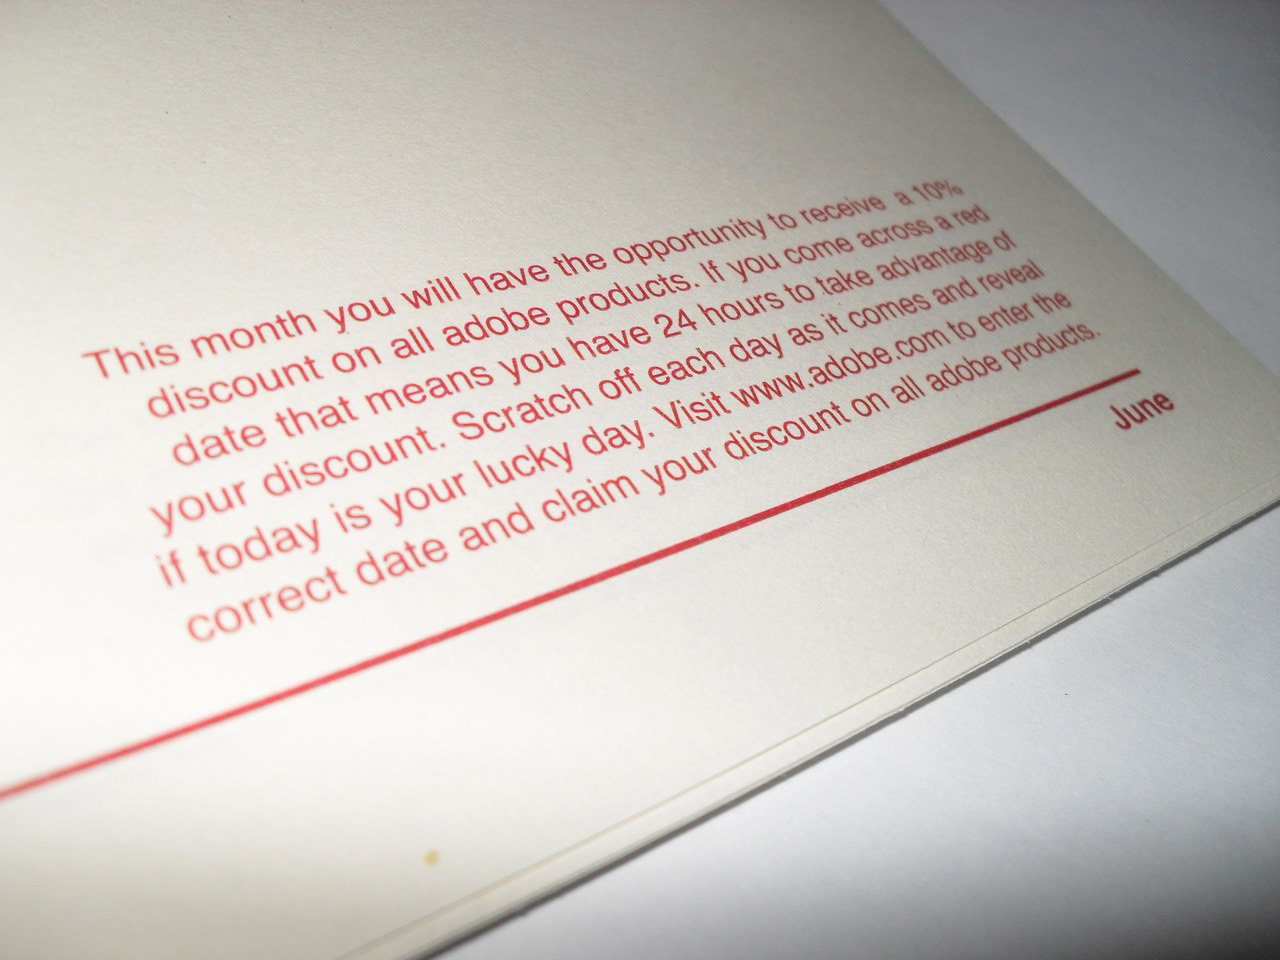 This month you will have the opportunity to receive a 10%
discount on all adobe products. If you come across a red
date that means you have 24 hours to take advantage of
your discount. Scratch off each day as it comes and reveal
if today is your lucky day. Visit www.adobe.com to enter the
correct date and claim your discount on all adobe products.
June